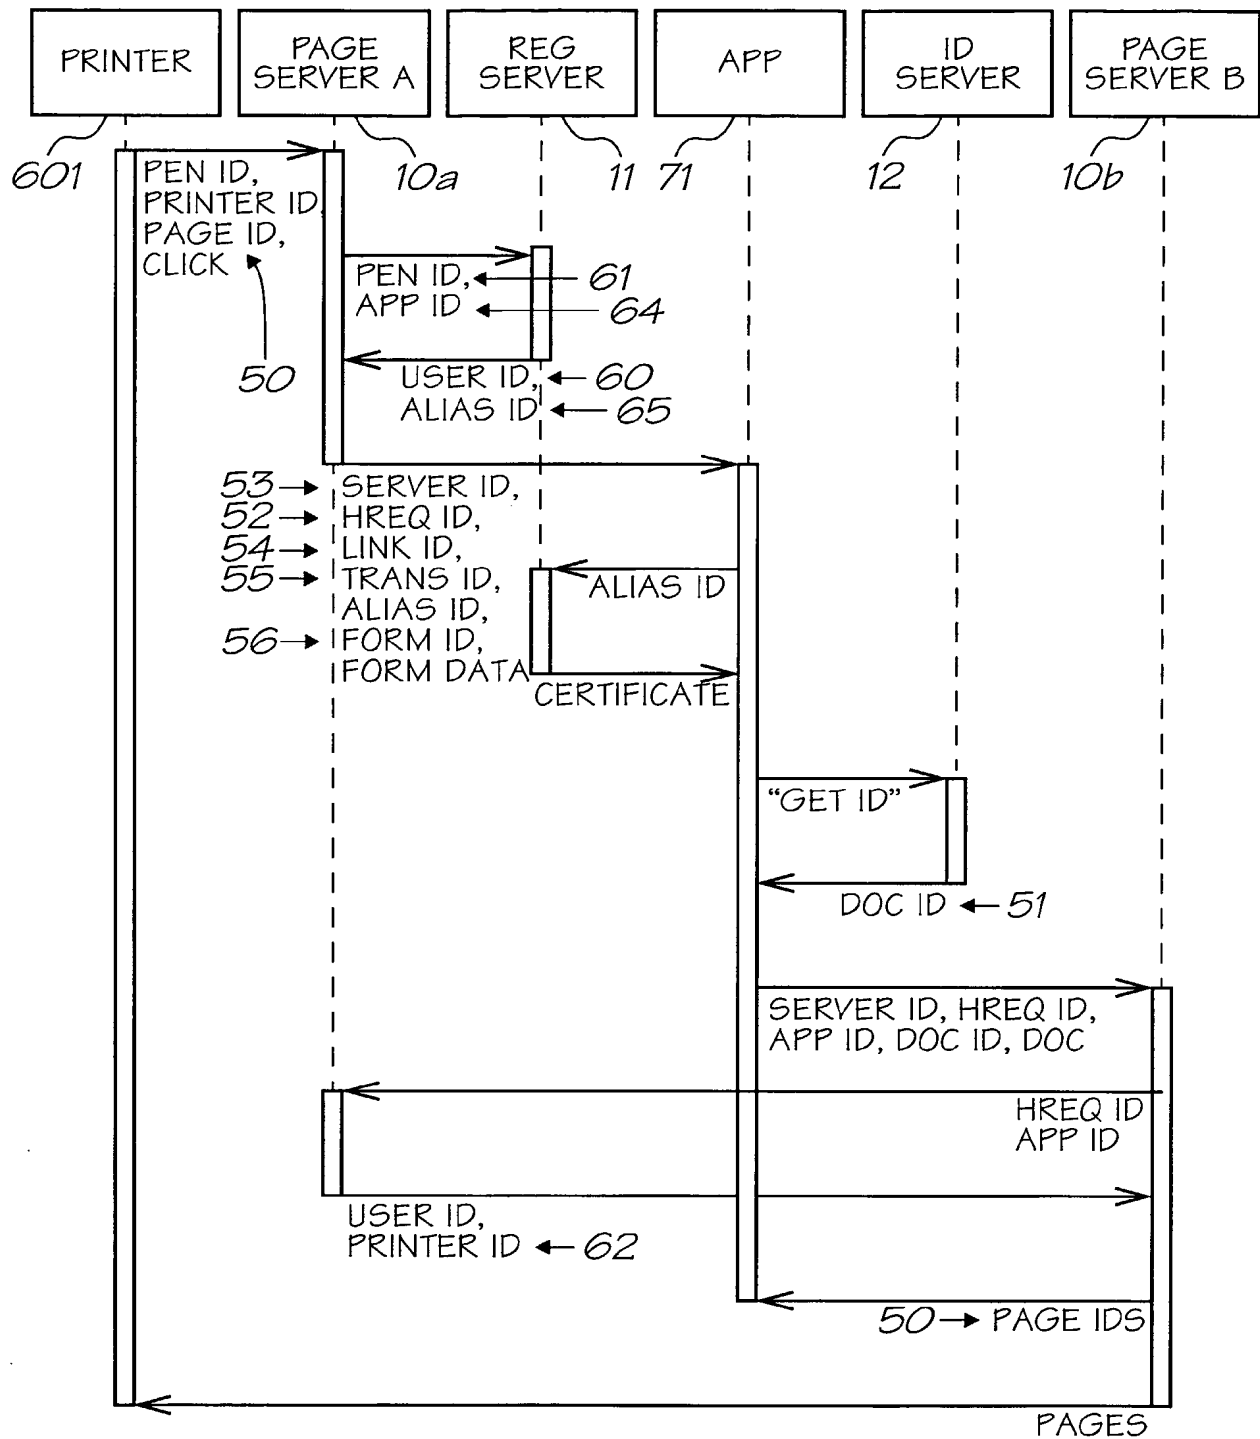 PRINTER
PAGE
SERVER A
REG
SERVER
APP
ID
SERVER
PAGE
SERVER B
601
10a
11
71
12
10b
PEN ID,
PRINTER ID
PAGE ID,
CLICK
50
PEN ID,
61
APP ID
64
USER ID,
60
ALIAS ID
65
53
SERVER ID,
52
HREQ ID,
54
LINK ID,
55
TRANS ID,
ALIAS ID,
56
FORM ID,
FORM DATA
ALIAS ID
CERTIFICATE
“GET ID”
DOC ID
51
SERVER ID, HREQ ID,
APP ID, DOC ID, DOC
HREQ ID
APP ID
USER ID,
PRINTER ID
62
50
PAGE IDS
PAGES